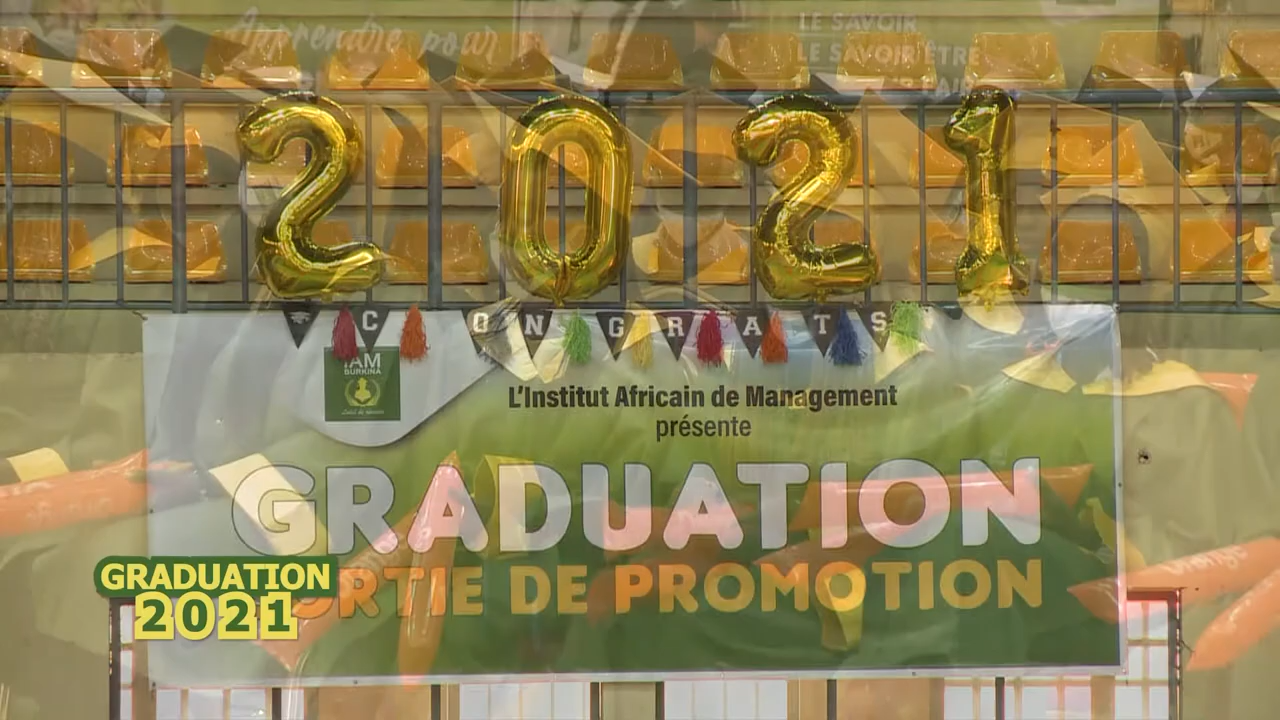 Apprendre pour
LE SAVOIR
LE SAVOIR ÊTRE
2021
CONGRATS
IAM
BURKINA
L'Institut Africain de Management
présente
GRADUATION
ORTIE DE PROMOTION
GRADUATION
2021